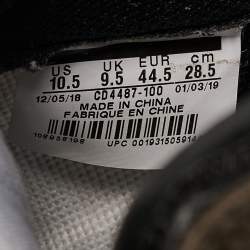 US UK EUR cm
10.5 9.5 44.5 28.5
12/05/18 CD4487-100 01/03/19
MADE IN CHINA
FABRIQUE EN CHINE
UPC